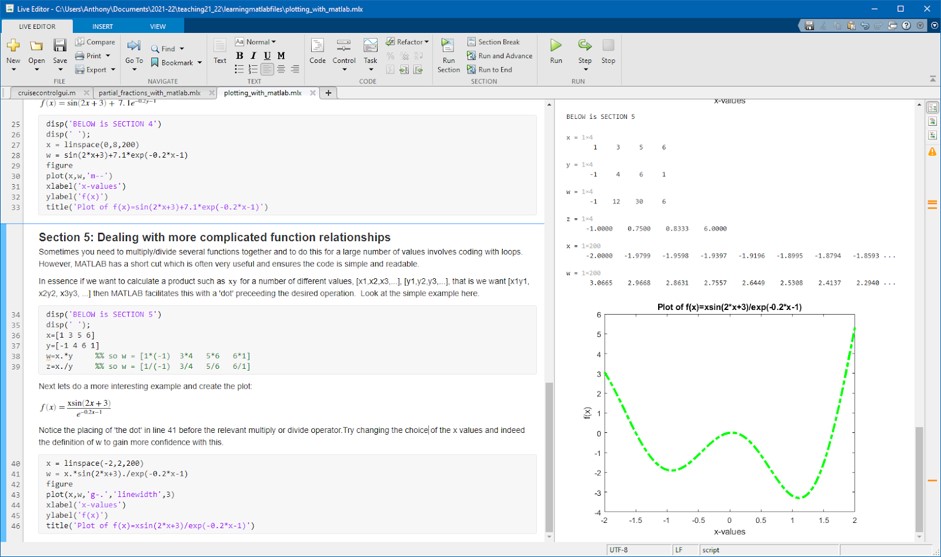 Live Editor - C:\Users\Anthony\Documents\2021-22\teaching21_22\learningmatlabfiles\plotting_with_matlab.mlx
LIVE EDITOR INSERT VIEW
New Open Save Compare Print Export
Go To Find Bookmark
Text Aa Normal B I U M
Code Control Task Refactor
Run Section Section Break Run and Advance Run to End
Run Step Stop
FILE NAVIGATE TEXT CODE SECTION RUN
cruisecontrolgui.m partial_fractions_with_matlab.mlx plotting_with_matlab.mlx +
f(x) = sin(2x + 3) + 7.1e^-0.2x-1
25 disp('BELOW is SECTION 4')
26 disp(' ');
27 x = linspace(0,8,200)
28 w = sin(2*x+3)+7.1*exp(-0.2*x-1)
29 figure
30 plot(x,w,'m--')
31 xlabel('x-values')
32 ylabel('f(x)')
33 title('Plot of f(x)=sin(2*x+3)+7.1*exp(-0.2*x-1)')
Section 5: Dealing with more complicated function relationships
Sometimes you need to multiply/divide several functions together and to do this for a large number of values involves coding with loops.
However, MATLAB has a short cut which is often very useful and ensures the code is simple and readable.
In essence if we want to calculate a product such as xy for a number of different values, [x1,x2,x3,...], [y1,y2,y3,...], that is we want [x1y1,
x2y2, x3y3, ...] then MATLAB facilitates this with a 'dot' preceeding the desired operation. Look at the simple example here.
34 disp('BELOW is SECTION 5')
35 disp(' ');
36 x=[1 3 5 6]
37 y=[-1 4 6 1]
38 w=x.*y %% so w = [1*(-1) 3*4 5*6 6*1]
39 z=x./y %% so w = [1/(-1) 3/4 5/6 6/1]
Next lets do a more interesting example and create the plot:
f(x) = xsin(2x + 3)
e^-0.2x-1
Notice the placing of 'the dot' in line 41 before the relevant multiply or divide operator.Try changing the choice of the x values and indeed
the definition of w to gain more confidence with this.
40 x = linspace(-2,2,200)
41 w = x.*sin(2*x+3)./exp(-0.2*x-1)
42 figure
43 plot(x,w,'g-.','linewidth',3)
44 xlabel('x-values')
45 ylabel('f(x)')
46 title('Plot of f(x)=xsin(2*x+3)/exp(-0.2*x-1)')
x-values
BELOW is SECTION 5
x = 1×4
1 3 5 6
y = 1×4
-1 4 6 1
w = 1×4
-1 12 30 6
z = 1×4
-1.0000 0.7500 0.8333 6.0000
x = 1×200
-2.0000 -1.9799 -1.9598 -1.9397 -1.9196 -1.8995 -1.8794 -1.8593 ...
w = 1×200
3.0665 2.9668 2.8631 2.7557 2.6449 2.5308 2.4137 2.2940 ...
Plot of f(x)=xsin(2*x+3)/exp(-0.2*x-1)
6
5
4
3
2
1
0
-1
-2
-3
-4
f(x)
-2 -1.5 -1 -0.5 0 0.5 1 1.5 2
x-values
UTF-8 LF script